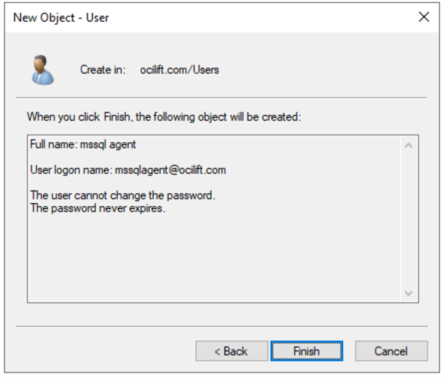 New Object - User
Create in: ocilift.com/Users
When you click Finish, the following object will be created:
Full name: mssql agent
User logon name: mssqlagent@ocilift.com
The user cannot change the password.
The password never expires.
< Back Finish Cancel